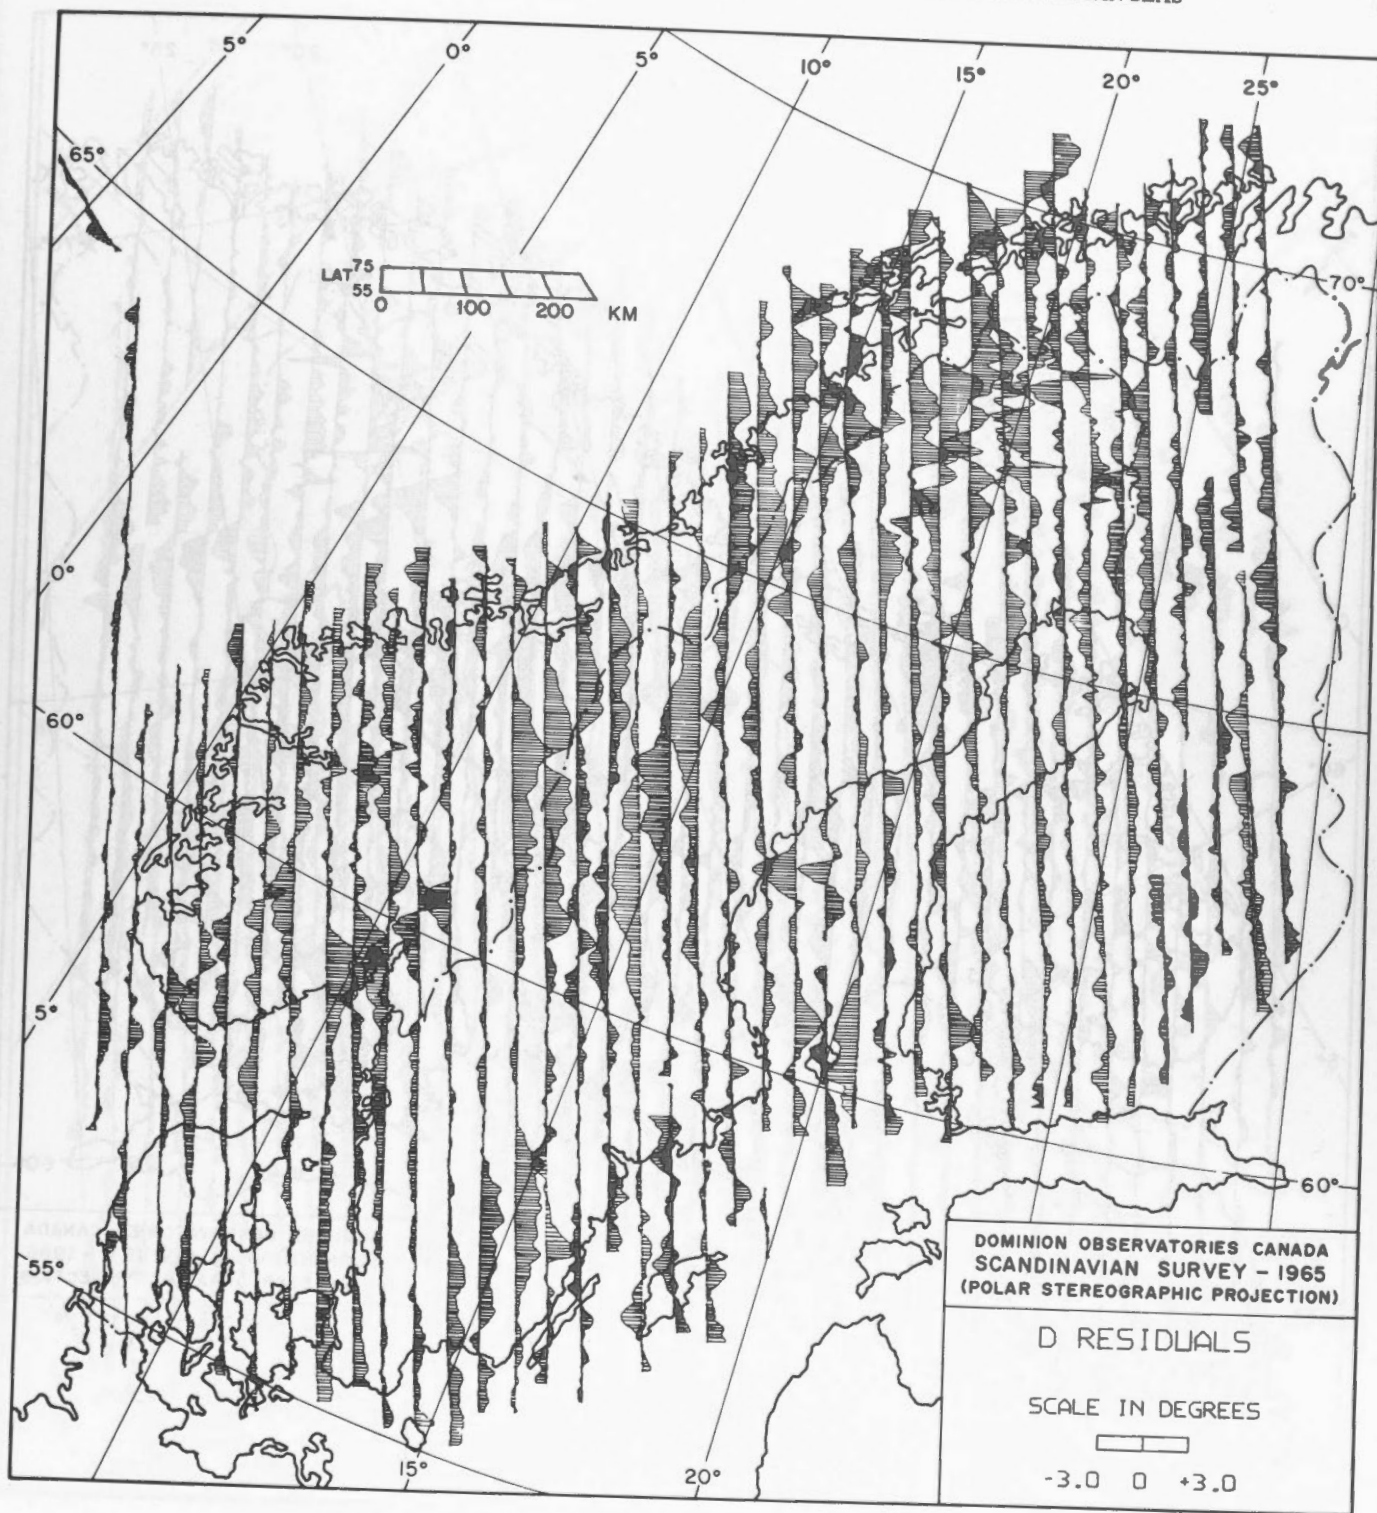 5° 0° 5° 10° 15° 20° 25°
65°
LAT 75
55
0 100 200 KM
70°
0°
60°
5°
55°
60°
DOMINION OBSERVATORIES CANADA
SCANDINAVIAN SURVEY – 1965
(POLAR STEREOGRAPHIC PROJECTION)
D RESIDUALS
SCALE IN DEGREES
-3.0 0 +3.0
15° 20°